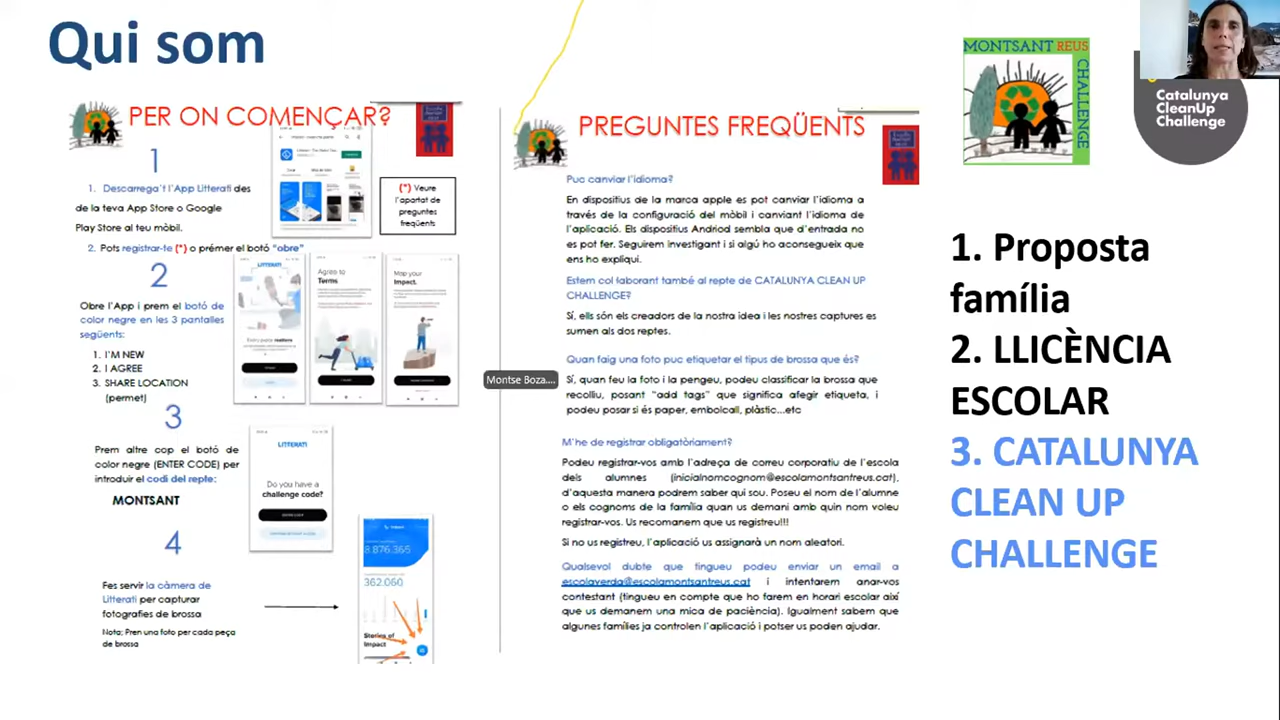 Qui som
PER ON COMENÇAR?
1
1. Descarrega't l'App Litterati des
de la teva App Store o Google
Play Store al teu mòbil.
(*) Veure
l'apartat de
preguntes
freqüents
2. Pots registrar-te (*) o prémer el botó "obre"
2
Obre l'App i prem el botó de
color negre en les 3 pantalles
següents:
1. I'M NEW
2. I AGREE
3. SHARE LOCATION
(permet)
LITTERATI
Agree to
Terms
Map your
Impact.
3
Prem altre cop el botó de
color negre (ENTER CODE) per
introduir el codi del repte:
MONTSANT
LITTERATI
Do you have a
challenge code?
4
Fes servir la càmera de
Litterati per capturar
fotografies de brossa
Nota: Pren una foto per cada peça
de brossa
8.876.365
362.060
Stories of
Impact
Montse Boza....
PREGUNTES FREQÜENTS
Puc canviar l'idioma?
En dispositius de la marca apple es pot canviar l'idioma a
través de la configuració del mòbil i canviant l'idioma de
l'aplicació. Els dispositius Andriod sembla que d'entrada no
es pot fer. Seguirem investigant i si algú ho aconsegueix que
ens ho expliqui.
Estem col·laborant també al repte de CATALUNYA CLEAN UP
CHALLENGE?
Sí, ells són els creadors de la nostra idea i les nostres captures es
sumen als dos reptes.
Quan faig una foto puc etiquetar el tipus de brossa que és?
Sí, quan feu la foto i la pengeu, podeu classificar la brossa que
recolliu, posant "add tags" que significa afegir etiqueta, i
podeu posar si és paper, embolcall, plàstic...etc
M'he de registrar obligatòriament?
Podeu registrar-vos amb l'adreça de correu corporatiu de l'escola
dels alumnes (inicialnomcognom@escolamontsantreus.cat),
d'aquesta manera podrem saber qui sou. Poseu el nom de l'alumne
o els cognoms de la família quan us demani amb quin nom voleu
registrar-vos. Us recomanem que us registreu!!!
Si no us registreu, l'aplicació us assignarà un nom aleatori.
Qualsevol dubte que tingueu podeu enviar un email a
escolaverda@escolamontsantreus.cat i intentarem anar-vos
contestant (tingueu en compte que ho farem en horari escolar així
que us demanem una mica de paciència). Igualment sabem que
algunes famílies ja controlen l'aplicació i potser us poden ajudar.
MONTSANT REUS
CHALLENGE
Catalunya
CleanUp
Challenge
1. Proposta
família
2. LLICÈNCIA
ESCOLAR
3. CATALUNYA
CLEAN UP
CHALLENGE